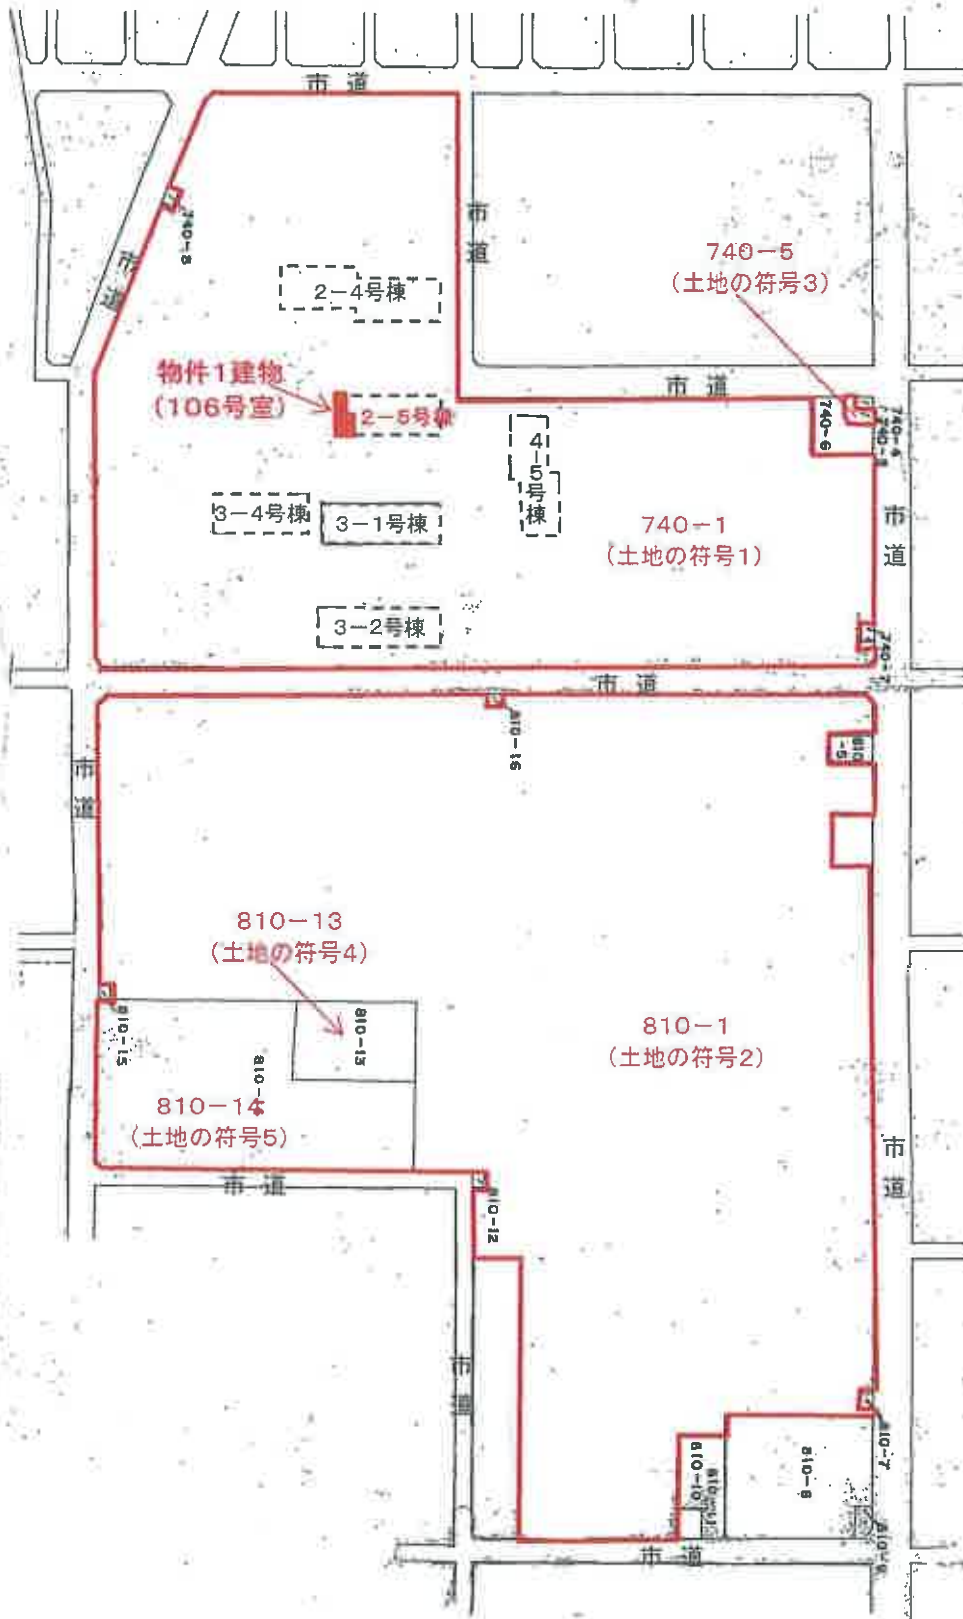 市 道
740-8
市 道
市 道
740-5
(土地の符号3)
2-4号棟
物件1建物
(106号室)
市 道
2-5号棟
740-6
4-5号棟
市 道
3-4号棟
3-1号棟
740-1
(土地の符号1)
3-2号棟
740-7
市 道
810-16
810-5
市 道
810-13
(土地の符号4)
810-13
810-15
810-1
(土地の符号2)
810-14
(土地の符号5)
市 道
市 道
810-12
市 道
810-7
810-10
810-8
市 道